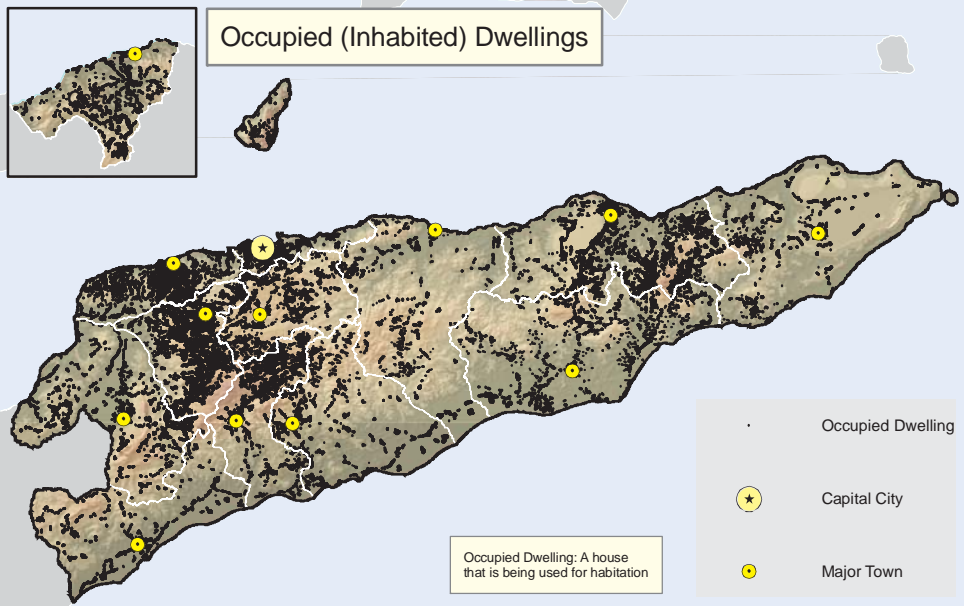 Occupied (Inhabited) Dwellings
Occupied Dwelling
Capital City
Major Town
Occupied Dwelling: A house
that is being used for habitation